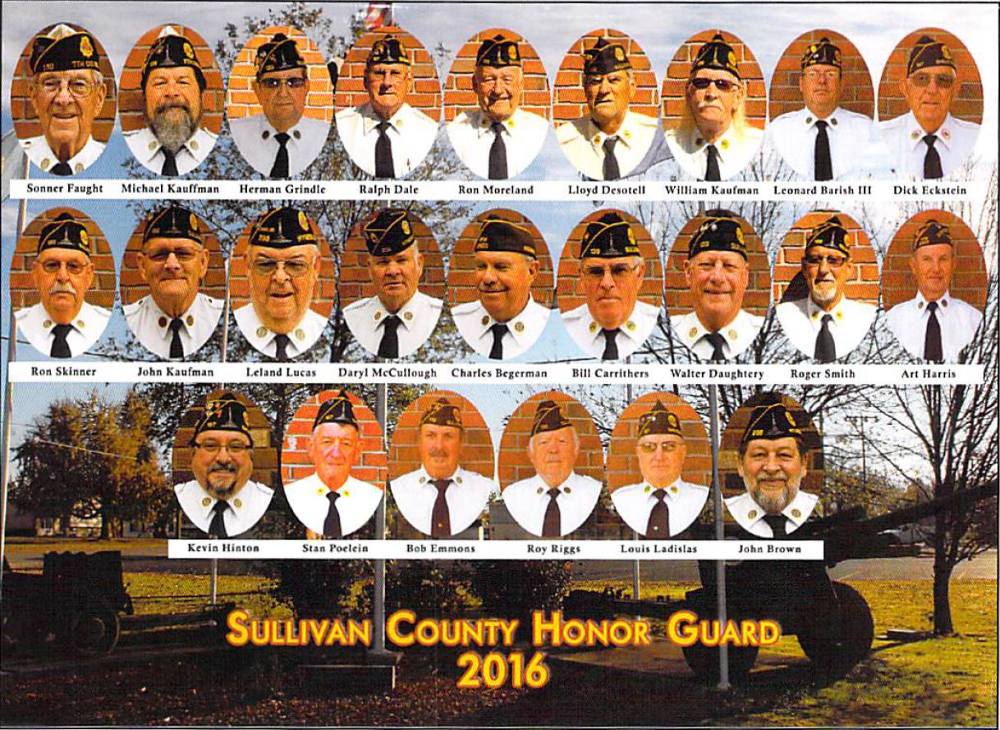 Sonner Faught Michael Kauffman Herman Grindle Ralph Dale Ron Moreland Lloyd Desotell William Kaufman Leonard Barish III Dick Eckstein
Ron Skinner John Kaufman Leland Lucas Daryl McCullough Charles Begerman Bill Carrithers Walter Daughtery Roger Smith Art Harris
Kevin Hinton Stan Poelein Bob Emmons Roy Riggs Louis Ladislas John Brown
Sullivan County Honor Guard
2016